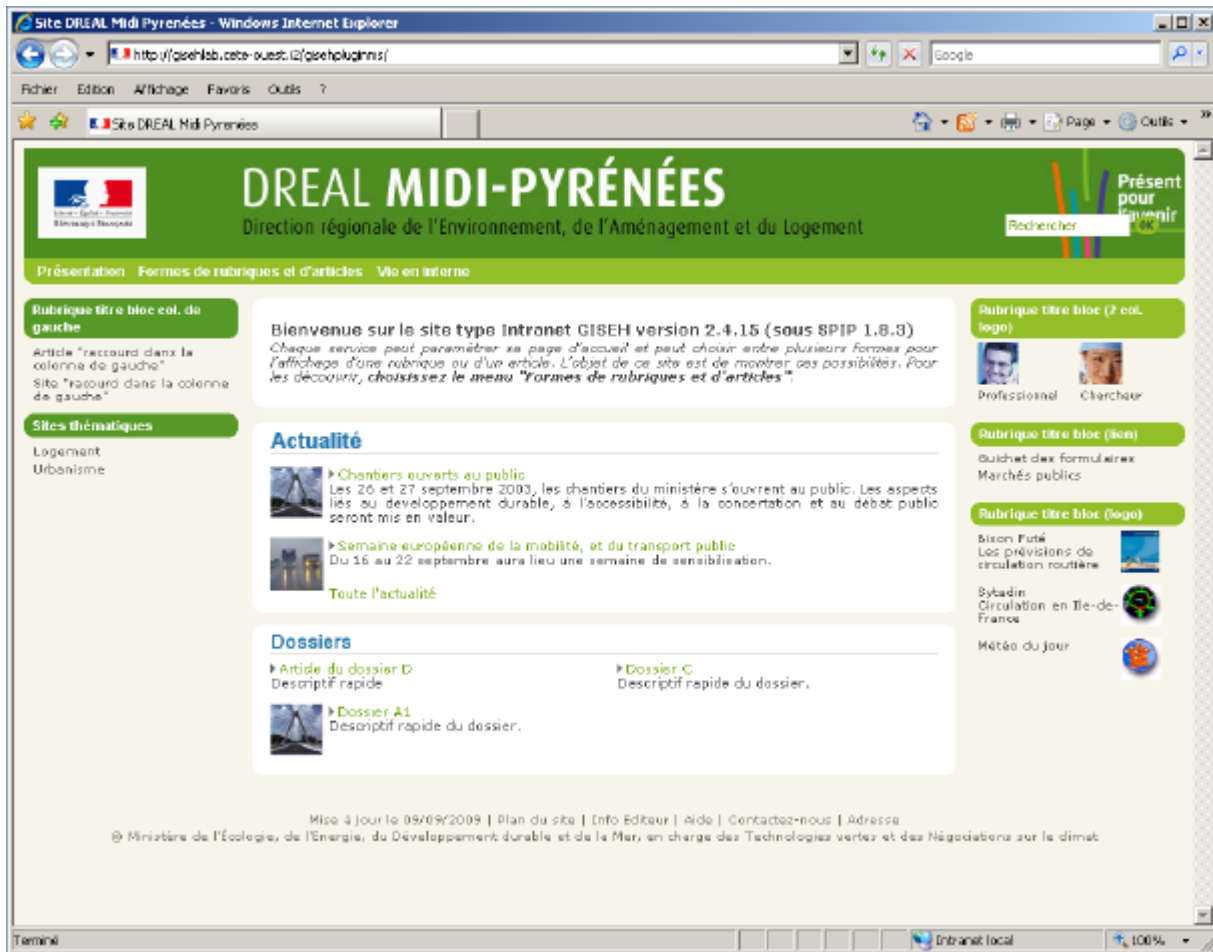 Site DREAL Midi Pyrenées - Windows Internet Explorer
http://gisehlab.cete-ouest.i2/gisehpluginnis/
Google
Fichier Edition Affichage Favoris Outils ?
Site DREAL Midi Pyrenées
Page Outils
DREAL MIDI-PYRÉNÉES
Direction régionale de l'Environnement, de l'Aménagement et du Logement
Présent
pour
l'avenir
Rechercher OK
Présentation Formes de rubriques et d'articles Vie en interne
Rubrique titre bloc col. de
gauche
Article "raccourci dans la
colonne de gauche"
Site "racourci dans la colonne
de gauche"
Sites thématiques
Logement
Urbanisme
Bienvenue sur le site type Intranet GISEH version 2.4.15 (sous SPIP 1.8.3)
Chaque service peut paramétrer sa page d'accueil et peut choisir entre plusieurs formes pour
l'affichage d'une rubrique ou d'un article. L'objet de ce site est de montrer ces possibilités. Pour
les découvrir, choisissez le menu "Formes de rubriques et d'articles".
Actualité
Chantiers ouverts au public
Les 26 et 27 septembre 2003, les chantiers du ministère s'ouvrent au public. Les aspects
liés au developpement durable, à l'accessibilité, à la concertation et au débat public
seront mis en valeur.
Semaine européenne de la mobilité, et du transport public
Du 16 au 22 septembre aura lieu une semaine de sensibilisation.
Toute l'actualité
Dossiers
Article du dossier D
Descriptif rapide
Dossier C
Descriptif rapide du dossier.
Dossier A1
Descriptif rapide du dossier.
Rubrique titre bloc (2 col.
logo)
Professionnel Chercheur
Rubrique titre bloc (lien)
Guichet des formulaires
Marchés publics
Rubrique titre bloc (logo)
Bison Futé
Les prévisions de
circulation routière
Sytadin
Circulation en Ile-de-
France
Météo du jour
Mise à jour le 09/09/2009 | Plan du site | Info Editeur | Aide | Contactez-nous | Adresse
© Ministère de l'Écologie, de l'Energie, du Développement durable et de la Mer, en charge des Technologies vertes et des Négociations sur le climat
Terminé
Intranet local
100%